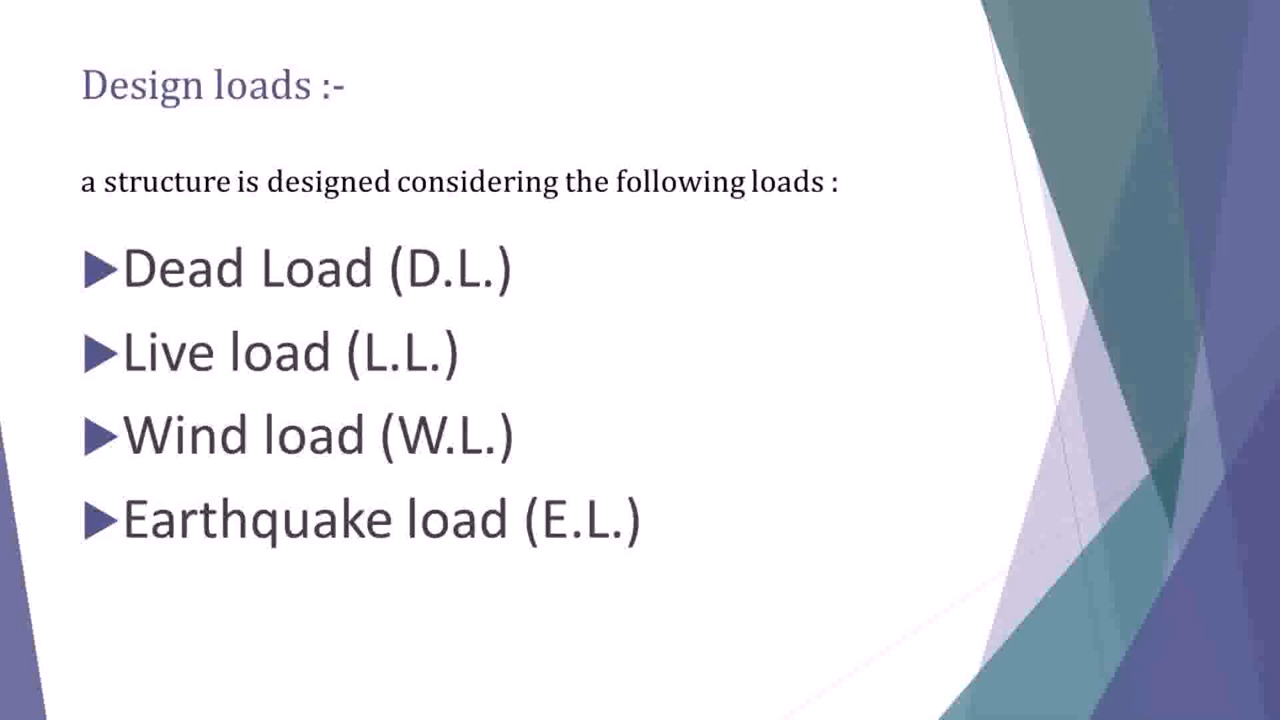 Design loads :-
a structure is designed considering the following loads :
Dead Load (D.L.)
Live load (L.L.)
Wind load (W.L.)
Earthquake load (E.L.)